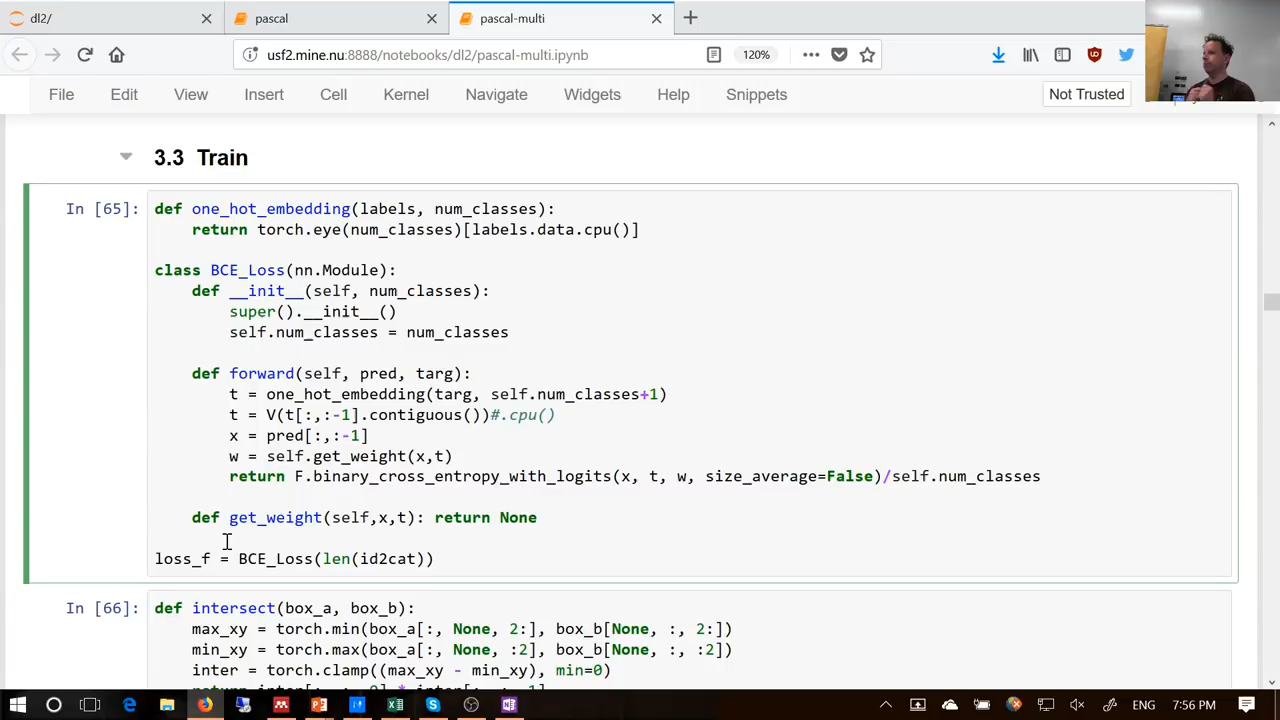 dl2/
pascal
pascal-multi
usf2.mine.nu:8888/notebooks/dl2/pascal-multi.ipynb
120%
File Edit View Insert Cell Kernel Navigate Widgets Help Snippets
Not Trusted
3.3 Train
In [65]:
def one_hot_embedding(labels, num_classes):
    return torch.eye(num_classes)[labels.data.cpu()]
class BCE_Loss(nn.Module):
    def __init__(self, num_classes):
        super().__init__()
        self.num_classes = num_classes
    def forward(self, pred, targ):
        t = one_hot_embedding(targ, self.num_classes+1)
        t = V(t[:,:-1].contiguous())#.cpu()
        x = pred[:,:-1]
        w = self.get_weight(x,t)
        return F.binary_cross_entropy_with_logits(x, t, w, size_average=False)/self.num_classes
    def get_weight(self,x,t): return None
loss_f = BCE_Loss(len(id2cat))
In [66]:
def intersect(box_a, box_b):
    max_xy = torch.min(box_a[:, None, 2:], box_b[None, :, 2:])
    min_xy = torch.max(box_a[:, None, :2], box_b[None, :, :2])
    inter = torch.clamp((max_xy - min_xy), min=0)
ENG
7:56 PM